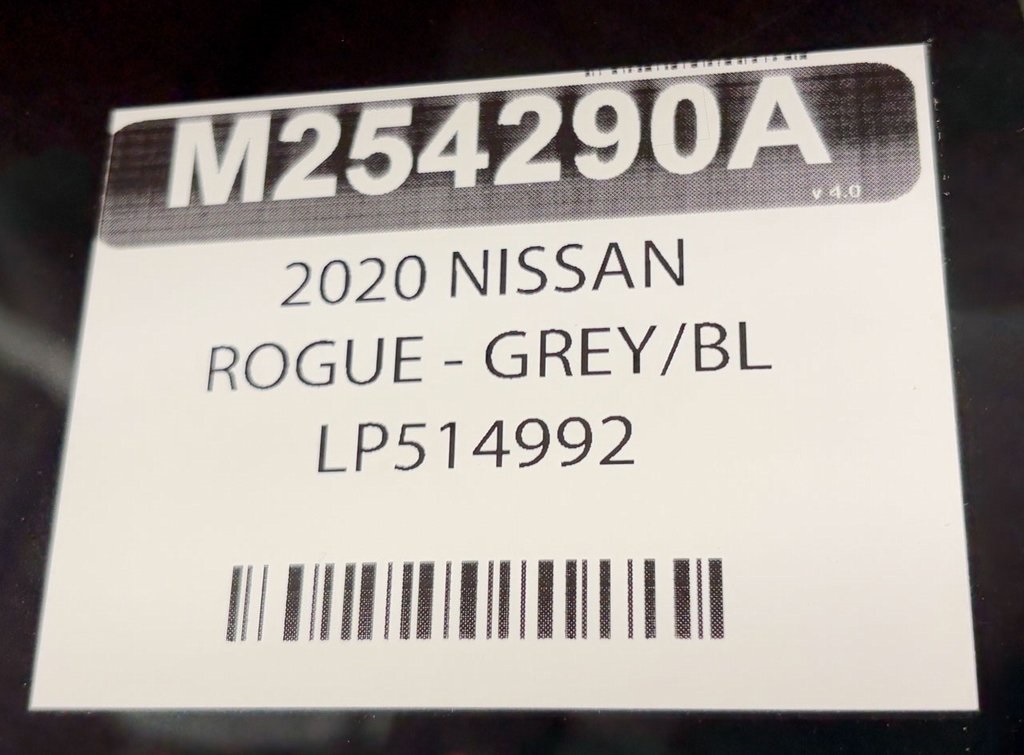 M254290A
v 4.0
2020 NISSAN
ROGUE - GREY/BL
LP514992